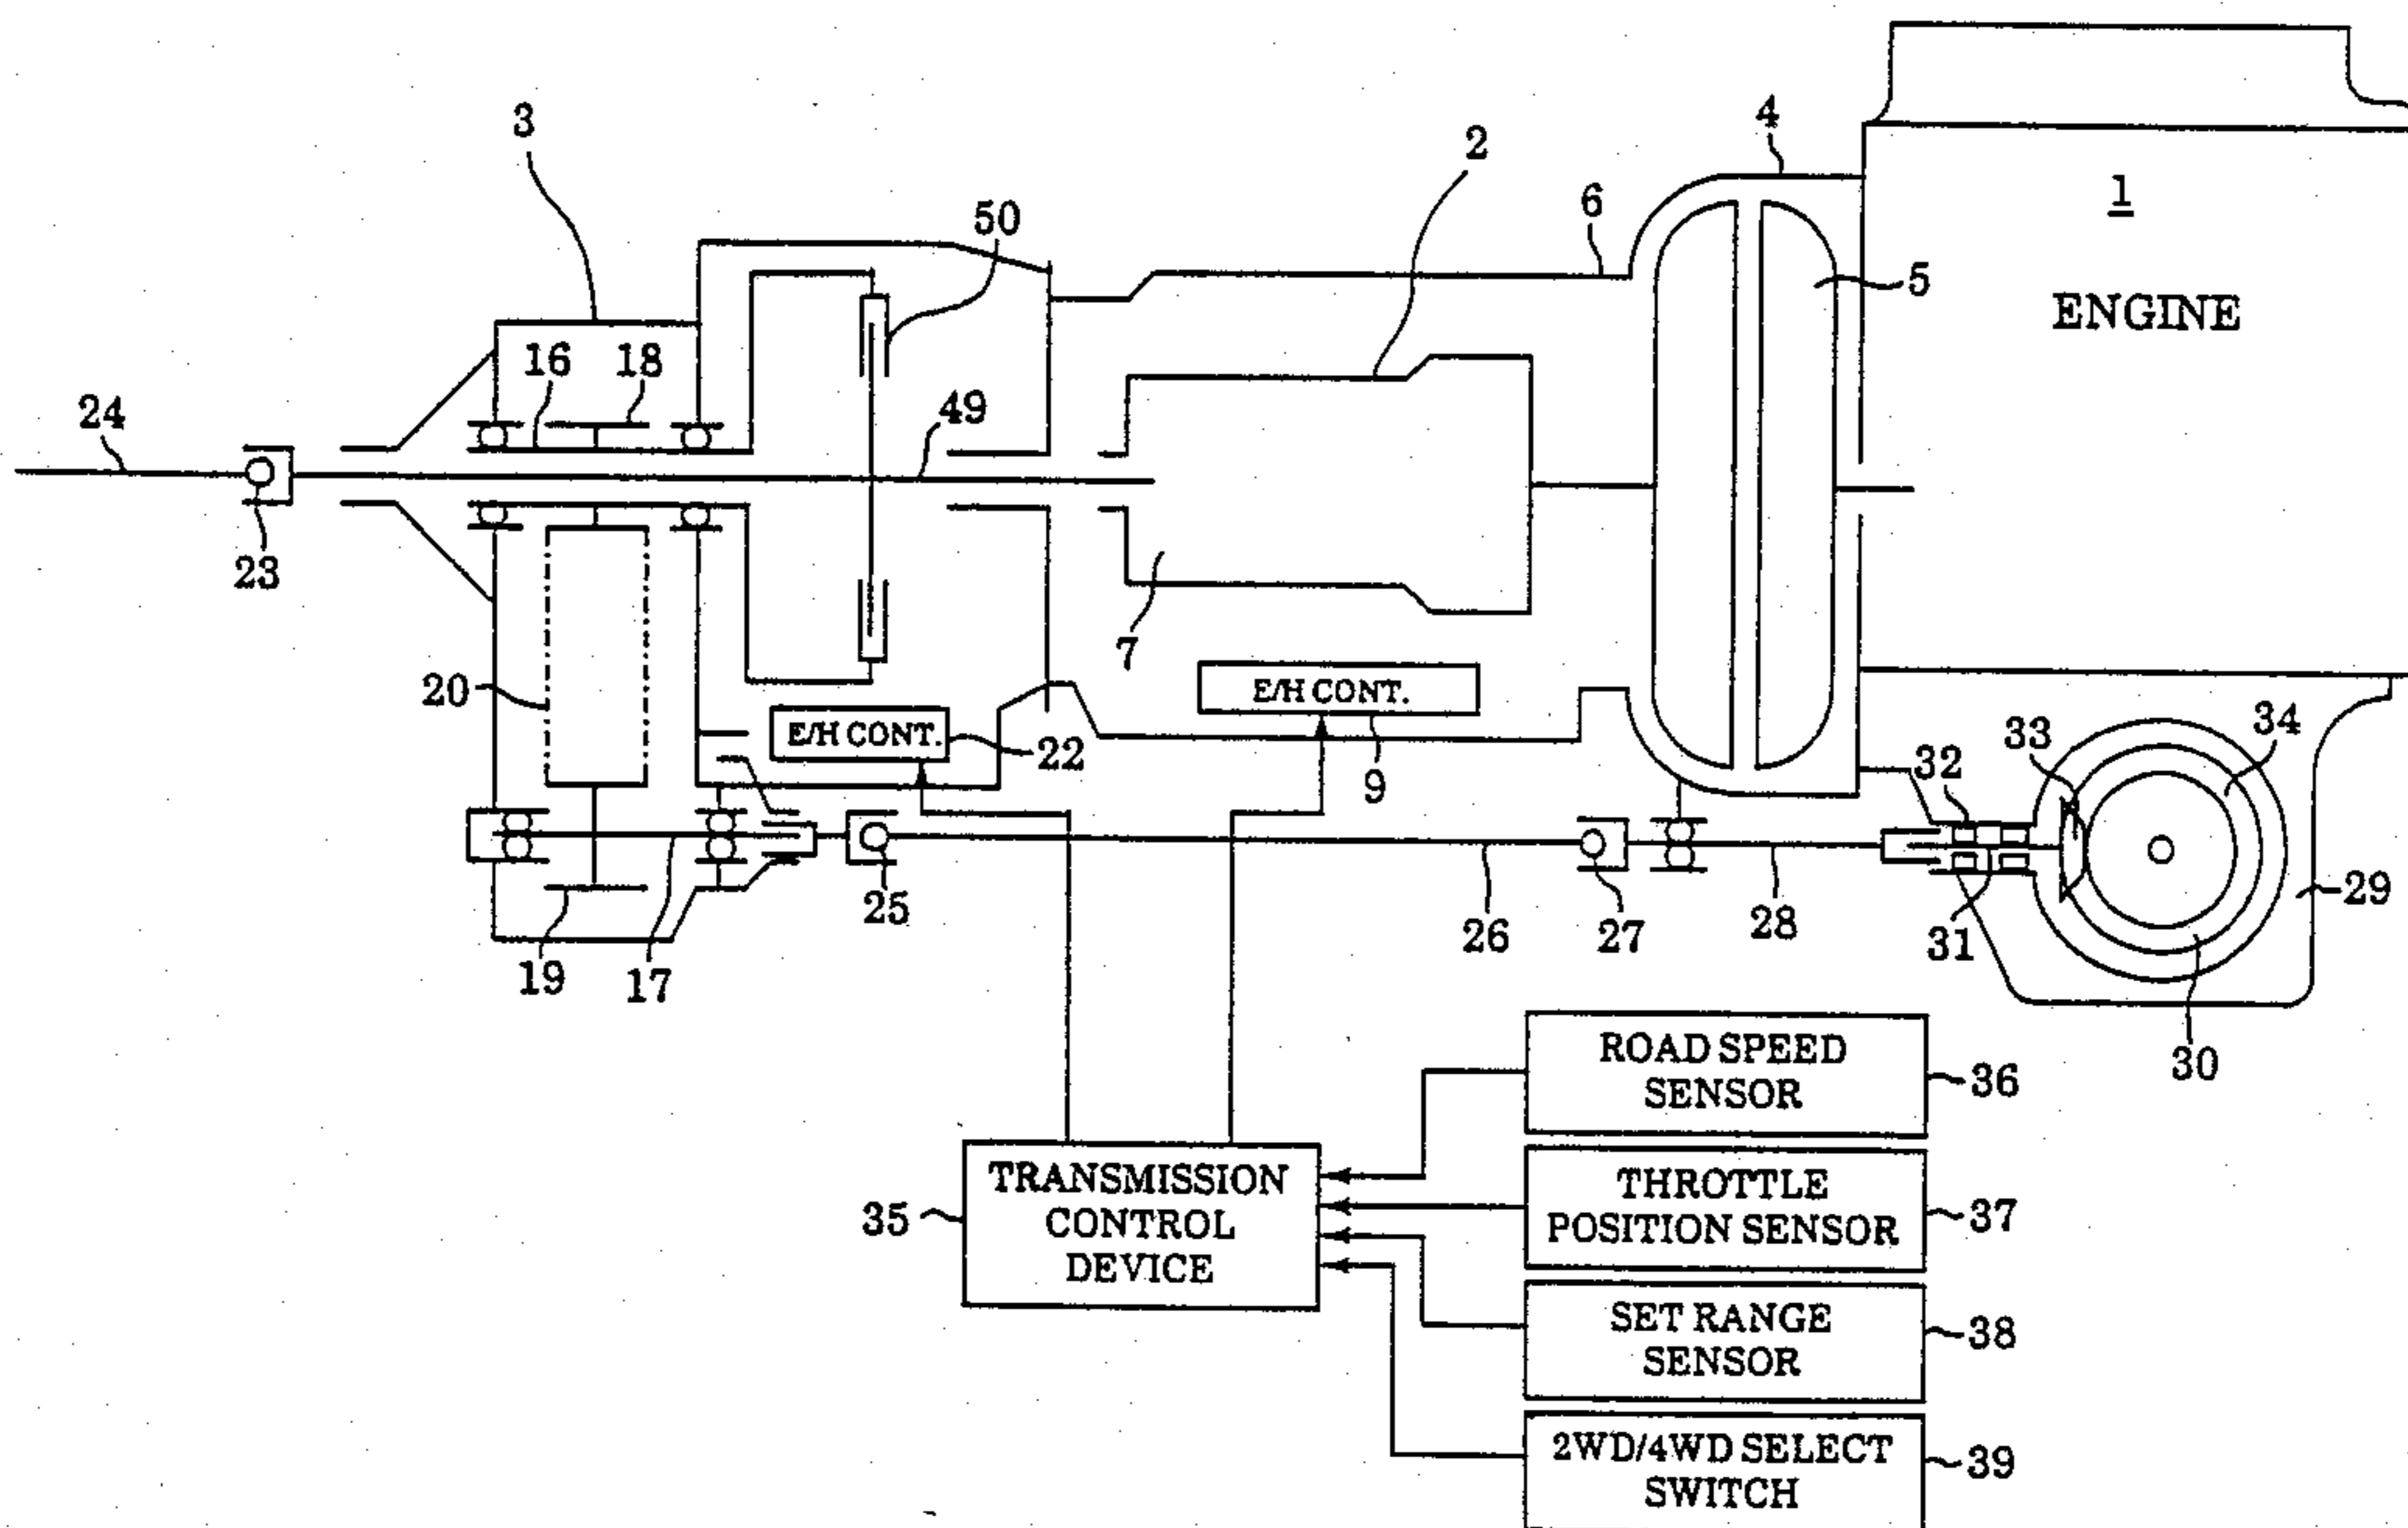 3
2
4
1
6
50
5
ENGINE
16
18
24
49
23
7
20
E/H CONT.
E/H CONT.
22
9
32
33
34
29
25
26
27
28
31
19
17
30
ROAD SPEED
SENSOR
36
TRANSMISSION
CONTROL
DEVICE
35
THROTTLE
POSITION SENSOR
37
SET RANGE
SENSOR
38
2WD/4WD SELECT
SWITCH
39